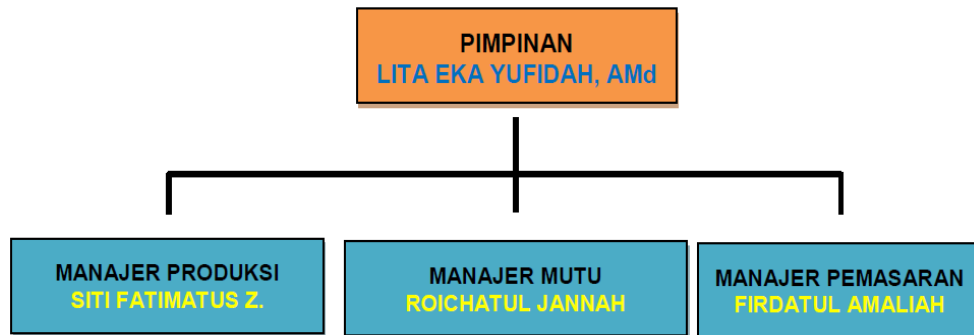 PIMPINAN
LITA EKA YUFIDAH, AMd
MANAJER PRODUKSI
SITI FATIMATUS Z.
MANAJER MUTU
ROICHATUL JANNAH
MANAJER PEMASARAN
FIRDATUL AMALIAH